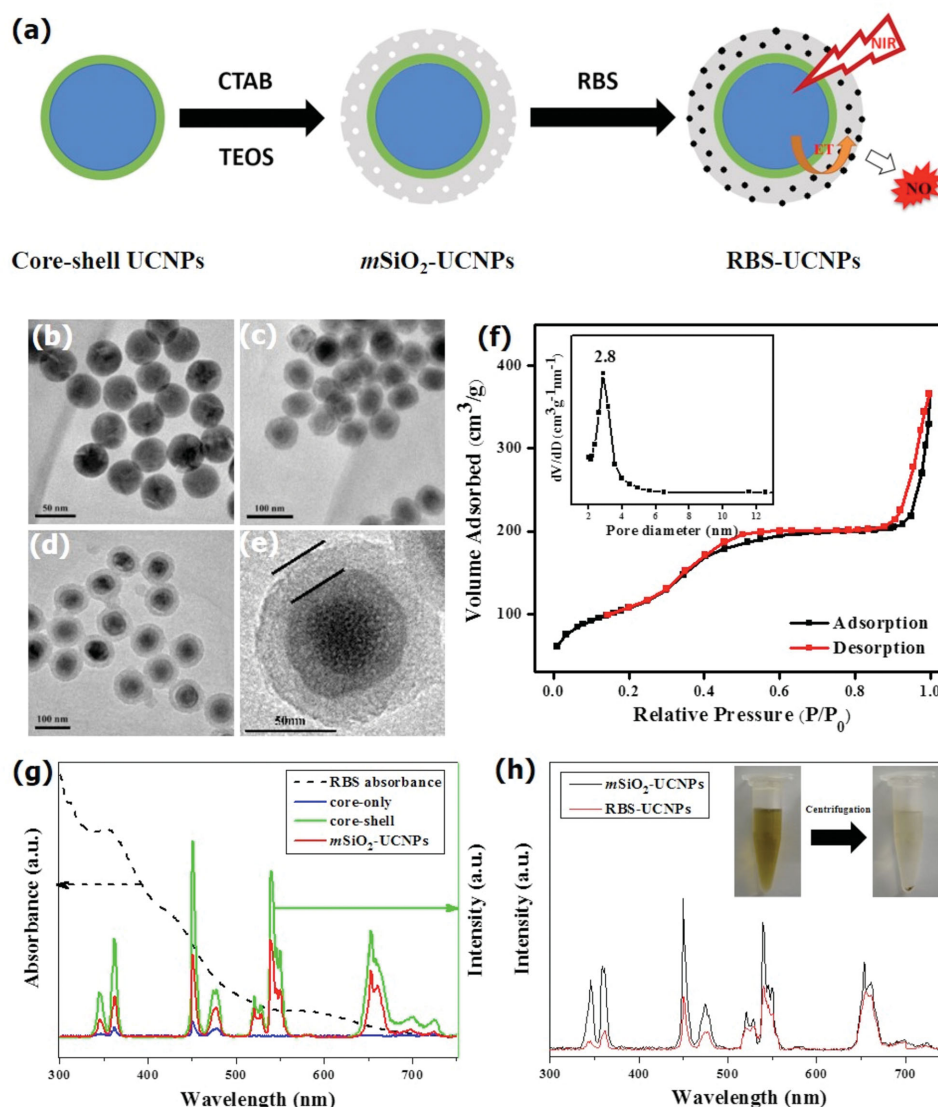 (a)
CTAB
TEOS
RBS
NIR
ET
NO
Core-shell UCNPs
mSiO₂-UCNPs
RBS-UCNPs
(b)
50 nm
(c)
100 nm
(d)
100 nm
(e)
50nm
(f)
Volume Adsorbed (cm³/g)
400
300
200
100
0.0 0.2 0.4 0.6 0.8 1.0
Relative Pressure (P/P₀)
Adsorption
Desorption
2.8
dV/dD (cm³g⁻¹nm⁻¹)
2 4 6 8 10 12
Pore diameter (nm)
(g)
RBS absorbance
core-only
core-shell
mSiO₂-UCNPs
Absorbance (a.u.)
Intensity (a.u.)
300 400 500 600 700
Wavelength (nm)
(h)
mSiO₂-UCNPs
RBS-UCNPs
Centrifugation
Intensity (a.u.)
300 400 500 600 700
Wavelength (nm)